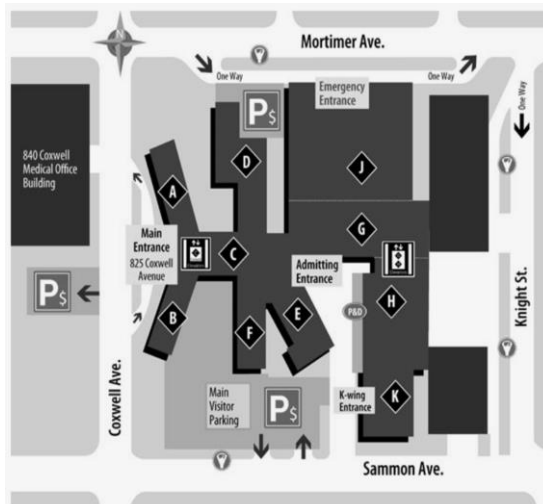 N
Mortimer Ave.
One Way
One Way
Emergency
Entrance
P$
One Way
840 Coxwell
Medical Office
Building
D
A
J
G
Main
Entrance
825 Coxwell
Avenue
C
Admitting
Entrance
P$
H
B
F
E
P&D
Knight St.
Coxwell Ave.
Main
Visitor
Parking
P$
K-wing
Entrance
K
Sammon Ave.